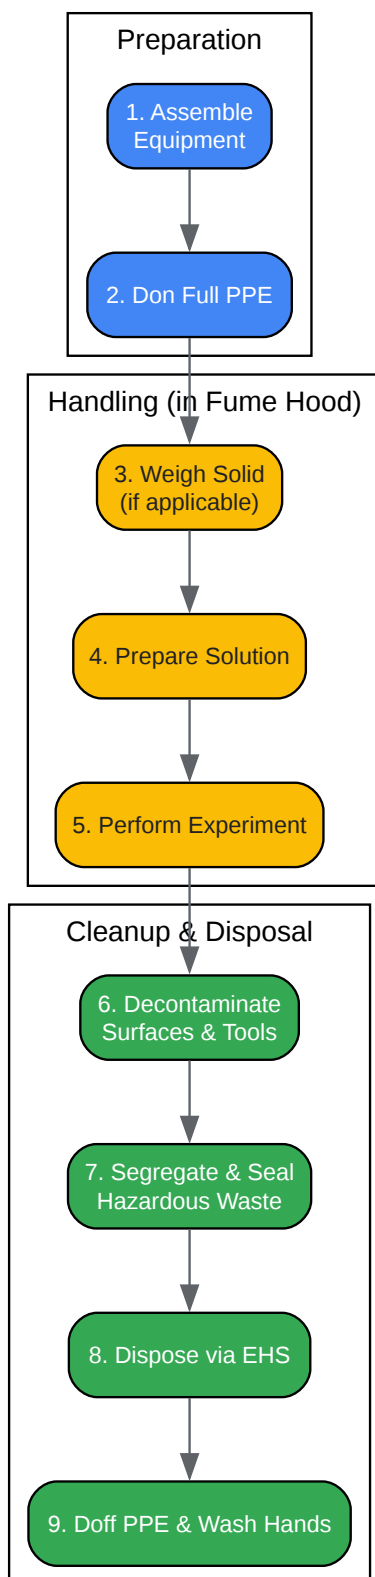 Preparation
1. Assemble
Equipment
2. Don Full PPE
Handling (in Fume Hood)
3. Weigh Solid
(if applicable)
4. Prepare Solution
5. Perform Experiment
Cleanup & Disposal
6. Decontaminate
Surfaces & Tools
7. Segregate & Seal
Hazardous Waste
8. Dispose via EHS
9. Doff PPE & Wash Hands